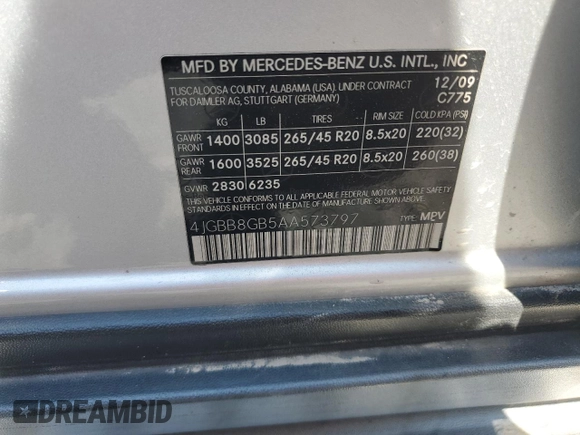 MFD BY MERCEDES-BENZ U.S. INTL., INC
TUSCALOOSA COUNTY, ALABAMA (USA). UNDER CONTRACT 12/09
FOR DAIMLER AG, STUTTGART (GERMANY) C775
KG LB TIRES RIM SIZE COLD KPA (PSI)
GAWR FRONT 1400 3085 265/45 R20 8.5x20 220(32)
GAWR REAR 1600 3525 265/45 R20 8.5x20 260(38)
GVWR 2830 6235
THIS VEHICLE CONFORMS TO ALL APPLICABLE FEDERAL MOTOR VEHICLE SAFETY
STANDARDS IN EFFECT ON THE DATE OF MANUFACTURE SHOWN ABOVE.
4JGBB8GB5AA573797 TYPE: MPV
DREAMBID